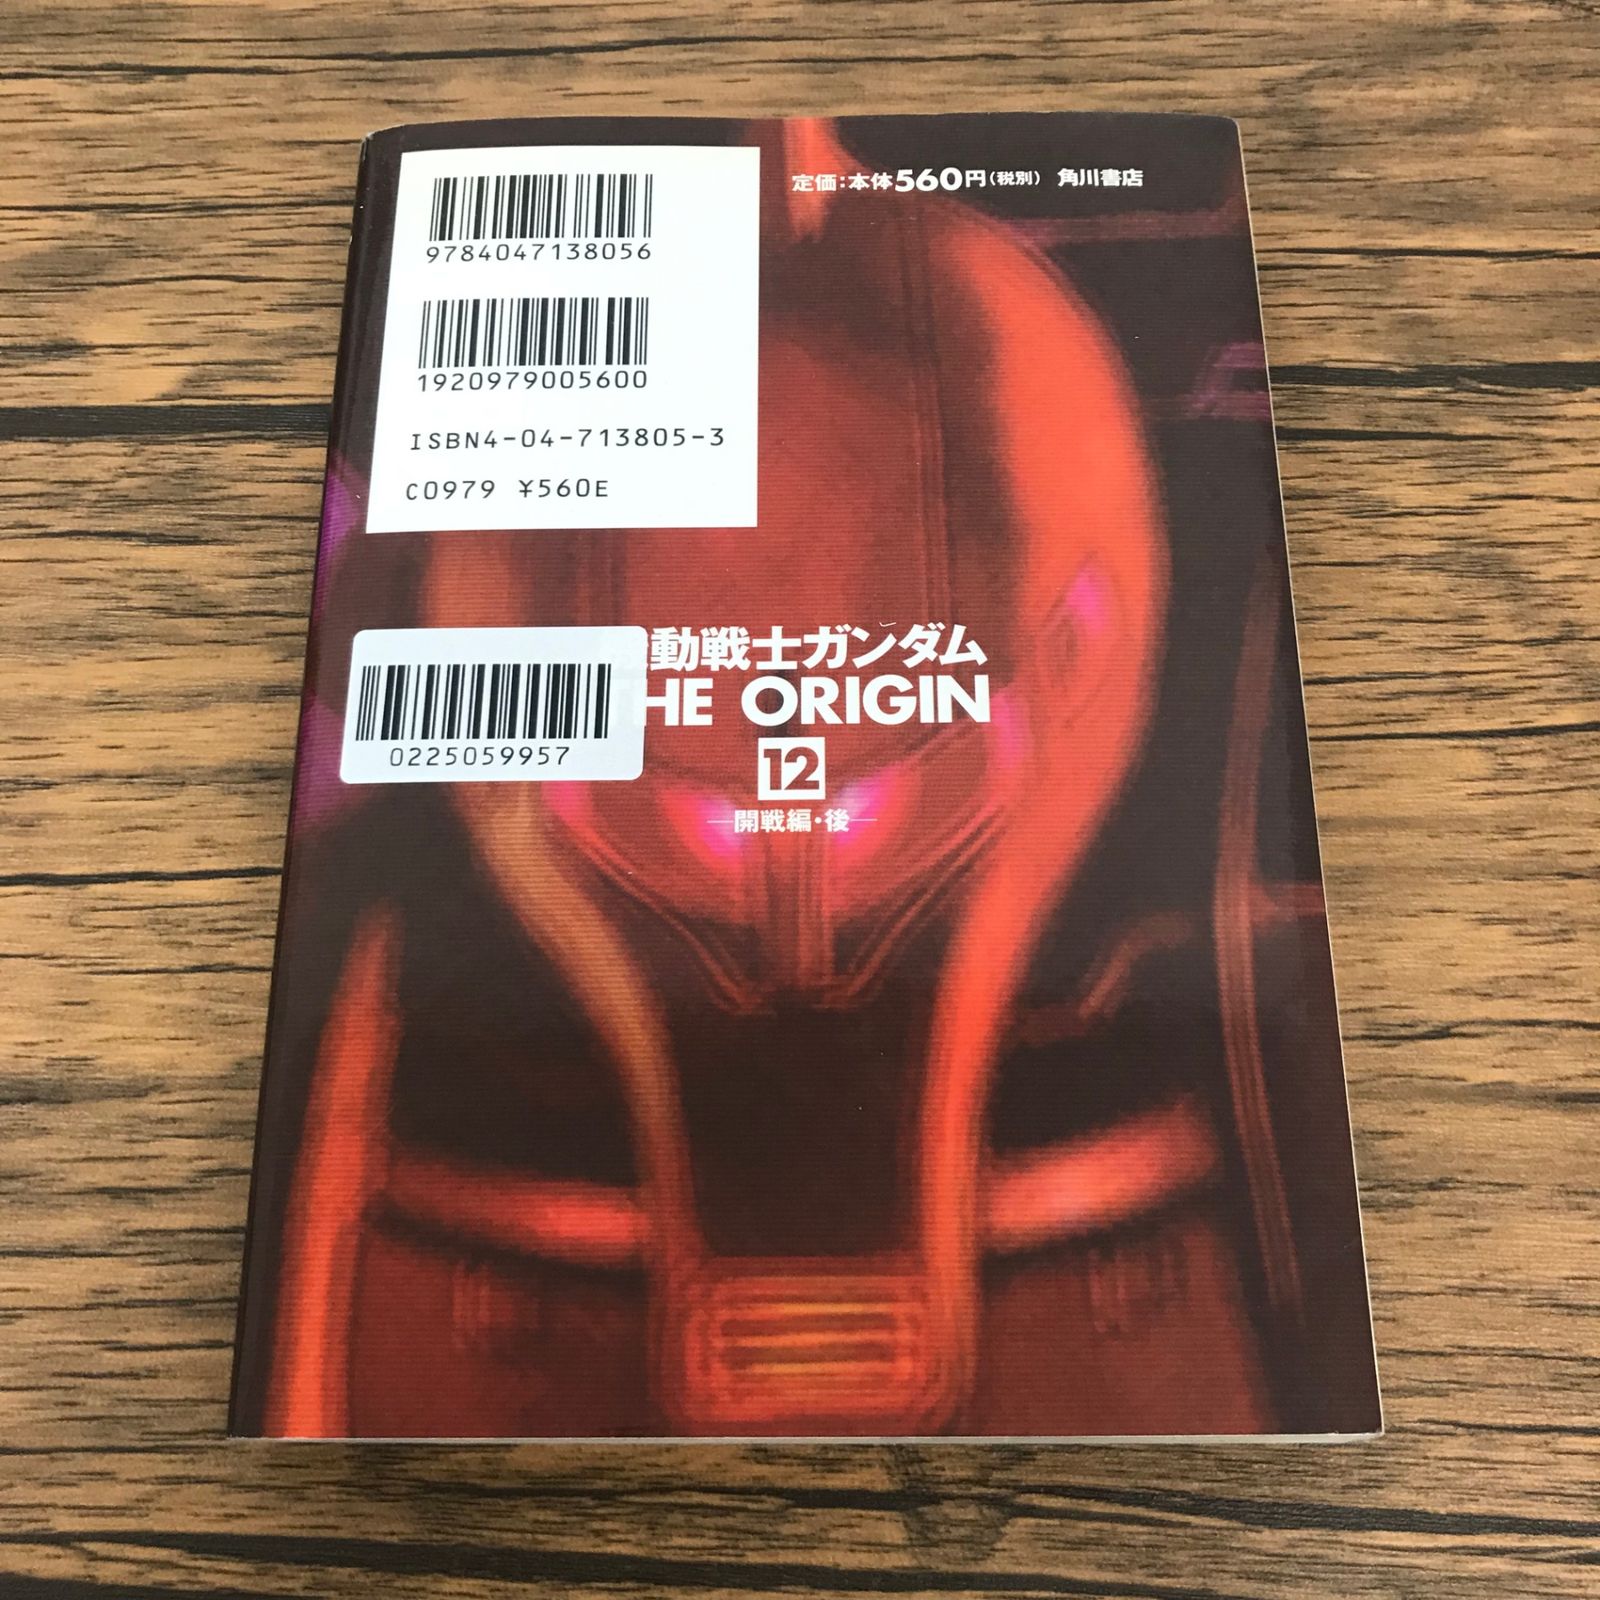 定価：本体560円（税別） 角川書店
9784047138056
1920979005600
ISBN4-04-713805-3
C0979 ¥560E
動戦士ガンダム
HE ORIGIN
12
開戦編・後
0225059957